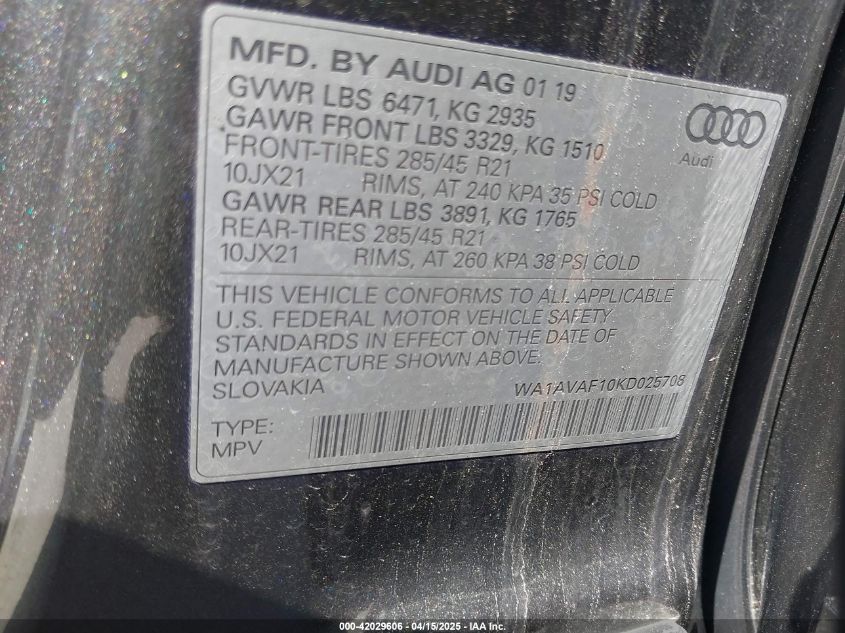 MFD. BY AUDI AG 01 19
GVWR LBS 6471, KG 2935
GAWR FRONT LBS 3329, KG 1510
FRONT-TIRES 285/45 R21
10JX21 RIMS, AT 240 KPA 35 PSI COLD
GAWR REAR LBS 3891, KG 1765
REAR-TIRES 285/45 R21
10JX21 RIMS, AT 260 KPA 38 PSI COLD
Audi
THIS VEHICLE CONFORMS TO ALL APPLICABLE
U.S. FEDERAL MOTOR VEHICLE SAFETY
STANDARDS IN EFFECT ON THE DATE OF
MANUFACTURE SHOWN ABOVE.
SLOVAKIA WA1AVAF10KD025708
TYPE:
MPV
000-42029606 - 04/15/2025 - IAA Inc.